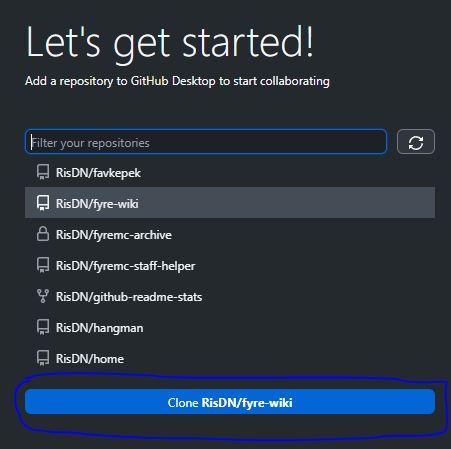 Let's get started!
Add a repository to GitHub Desktop to start collaborating
Filter your repositories
RisDN/favkepek
RisDN/fyre-wiki
RisDN/fyremc-archive
RisDN/fyremc-staff-helper
RisDN/github-readme-stats
RisDN/hangman
RisDN/home
Clone RisDN/fyre-wiki